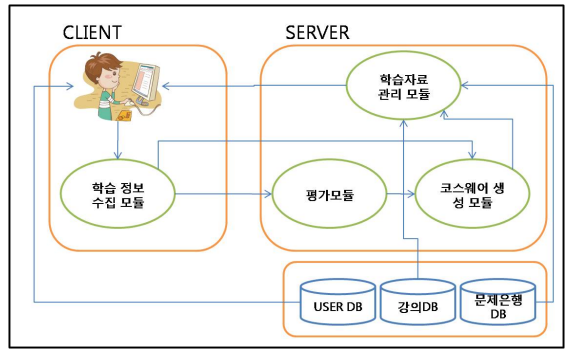 CLIENT
SERVER
학습자료
관리 모듈
학습 정보
수집 모듈
평가모듈
코스웨어 생
성 모듈
USER DB
강의DB
문제은행
DB